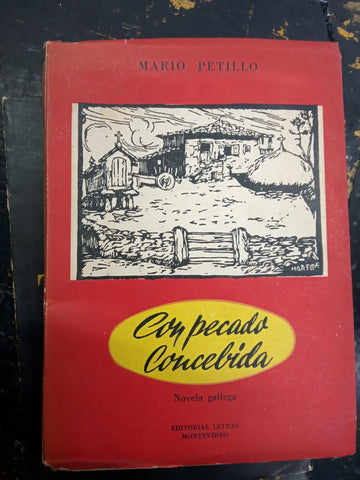 MARIO PETILLO
Con pecado
Concebida
Novela gallega
EDITORIAL LETRAS
MONTEVIDEO